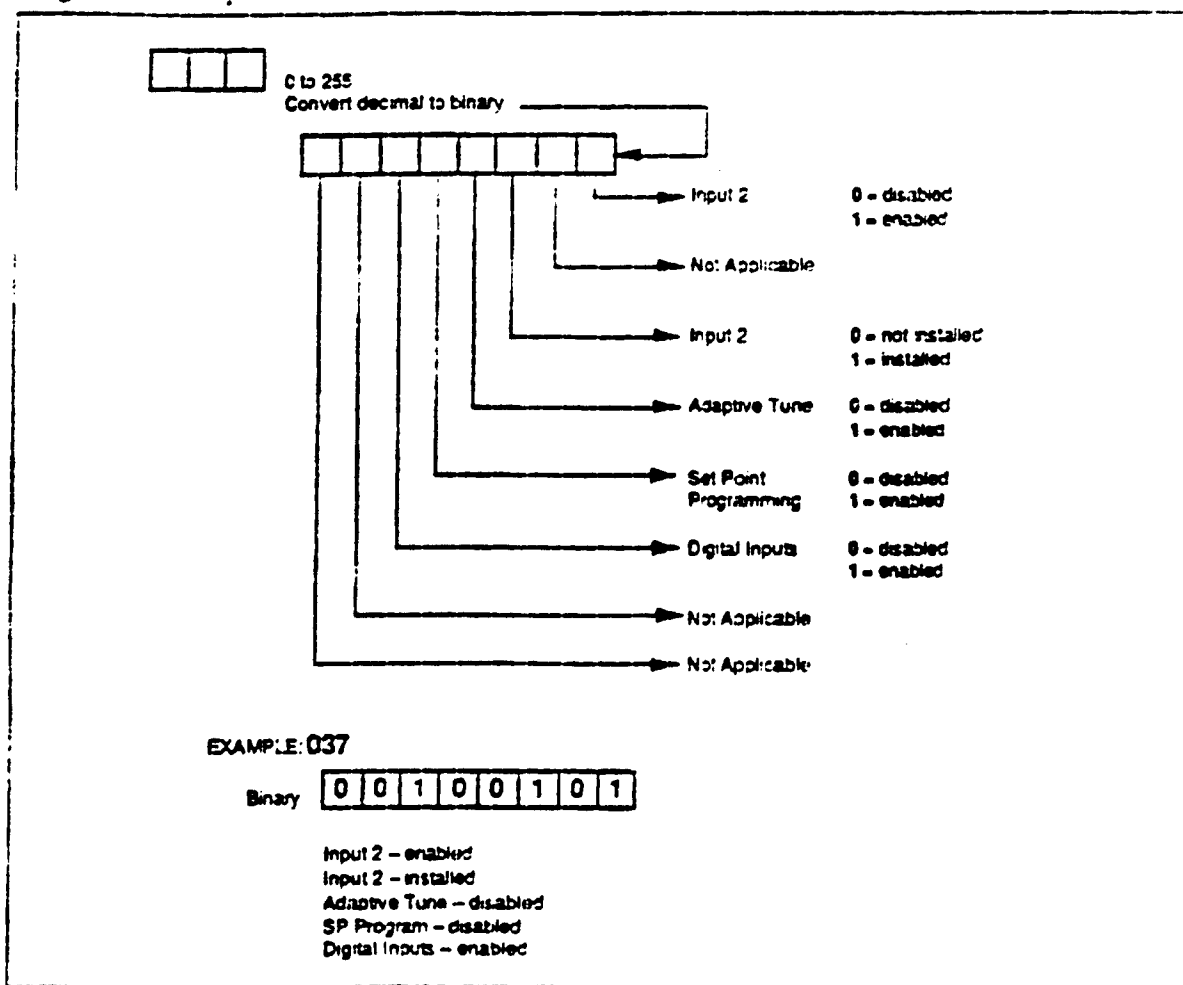 0 to 255
Convert decimal to binary
Input 2 0 = disabled
1 = enabled
Not Applicable
Input 2 0 = not installed
1 = installed
Adaptive Tune 0 = disabled
1 = enabled
Set Point 0 = disabled
Programming 1 = enabled
Digital Inputs 0 = disabled
1 = enabled
Not Applicable
Not Applicable
EXAMPLE: 037
Binary 0 0 1 0 0 1 0 1
Input 2 – enabled
Input 2 – installed
Adaptive Tune – disabled
SP Program – disabled
Digital Inputs – enabled